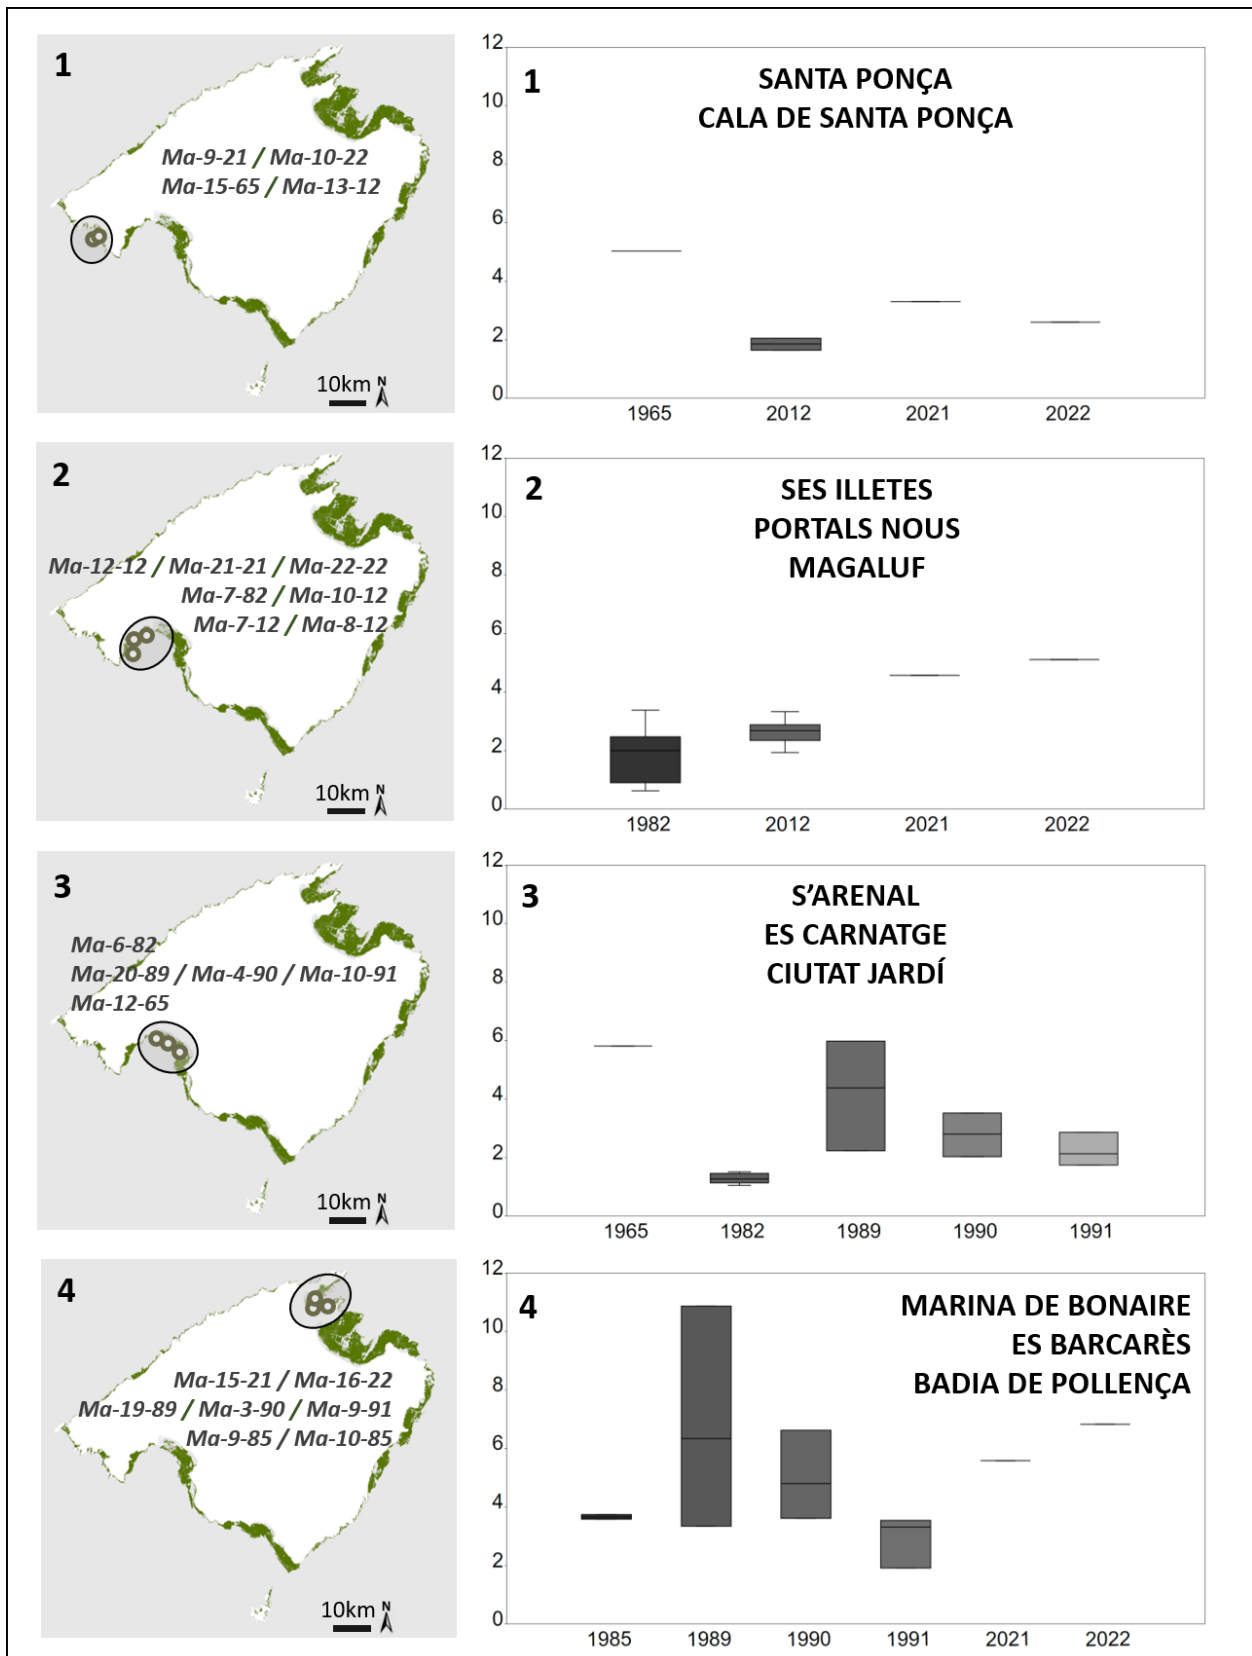 1
Ma-9-21 / Ma-10-22
Ma-15-65 / Ma-13-12
10km N
1
SANTA PONÇA
CALA DE SANTA PONÇA
12
10
8
6
4
2
0
1965 2012 2021 2022
2
Ma-12-12 / Ma-21-21 / Ma-22-22
Ma-7-82 / Ma-10-12
Ma-7-12 / Ma-8-12
10km N
2
SES ILLETES
PORTALS NOUS
MAGALUF
12
10
8
6
4
2
0
1982 2012 2021 2022
3
Ma-6-82
Ma-20-89 / Ma-4-90 / Ma-10-91
Ma-12-65
10km N
3
S’ARENAL
ES CARNATGE
CIUTAT JARDÍ
12
10
8
6
4
2
0
1965 1982 1989 1990 1991
4
Ma-15-21 / Ma-16-22
Ma-19-89 / Ma-3-90 / Ma-9-91
Ma-9-85 / Ma-10-85
10km N
4
MARINA DE BONAIRE
ES BARCARÈS
BADIA DE POLLENÇA
12
10
8
6
4
2
0
1985 1989 1990 1991 2021 2022